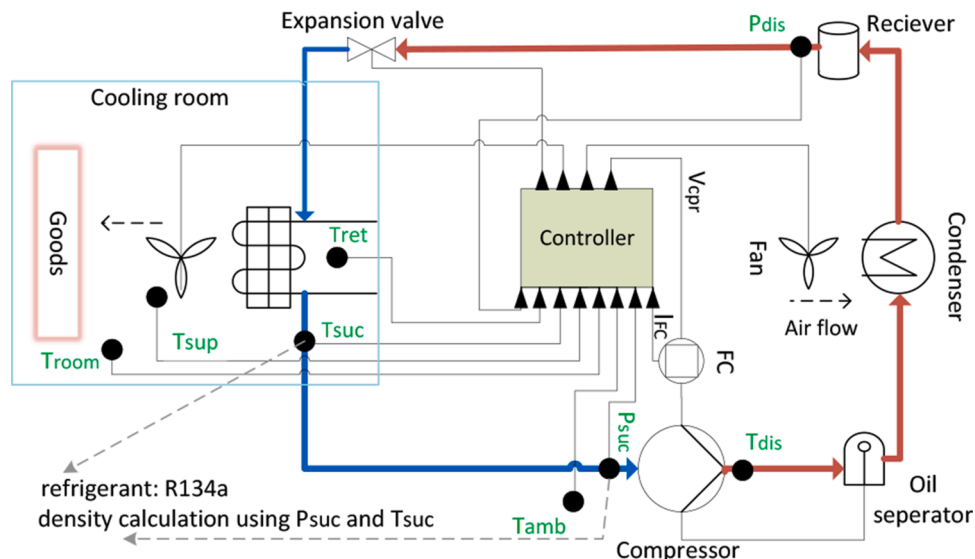 Expansion valve
Pdis
Reciever
Cooling room
Goods
Tret
Controller
Vcpr
Fan
Condenser
Air flow
Tsup
Tsuc
IFC
FC
Troom
Psuc
Tdis
refrigerant: R134a
density calculation using Psuc and Tsuc
Tamb
Oil
seperator
Compressor